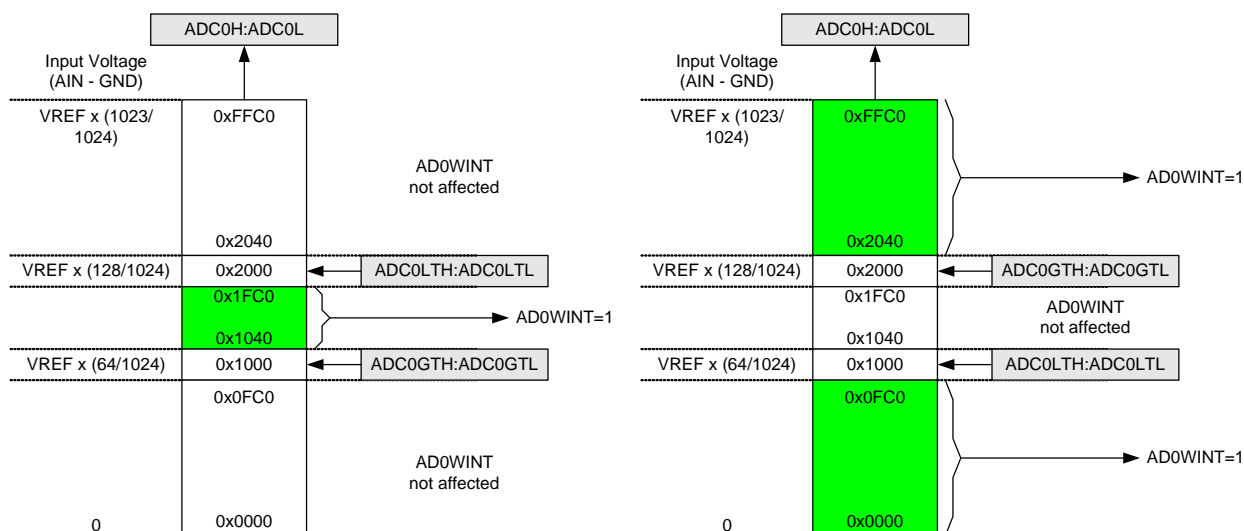 ADC0H:ADC0L
Input Voltage
(AIN - GND)
VREF x (1023/
1024)
0xFFC0
AD0WINT
not affected
0x2040
VREF x (128/1024)
0x2000
ADC0LTH:ADC0LTL
0x1FC0
AD0WINT=1
0x1040
VREF x (64/1024)
0x1000
ADC0GTH:ADC0GTL
0x0FC0
AD0WINT
not affected
0
0x0000
ADC0H:ADC0L
Input Voltage
(AIN - GND)
VREF x (1023/
1024)
0xFFC0
AD0WINT=1
0x2040
VREF x (128/1024)
0x2000
ADC0GTH:ADC0GTL
0x1FC0
AD0WINT
not affected
0x1040
VREF x (64/1024)
0x1000
ADC0LTH:ADC0LTL
0x0FC0
AD0WINT=1
0
0x0000